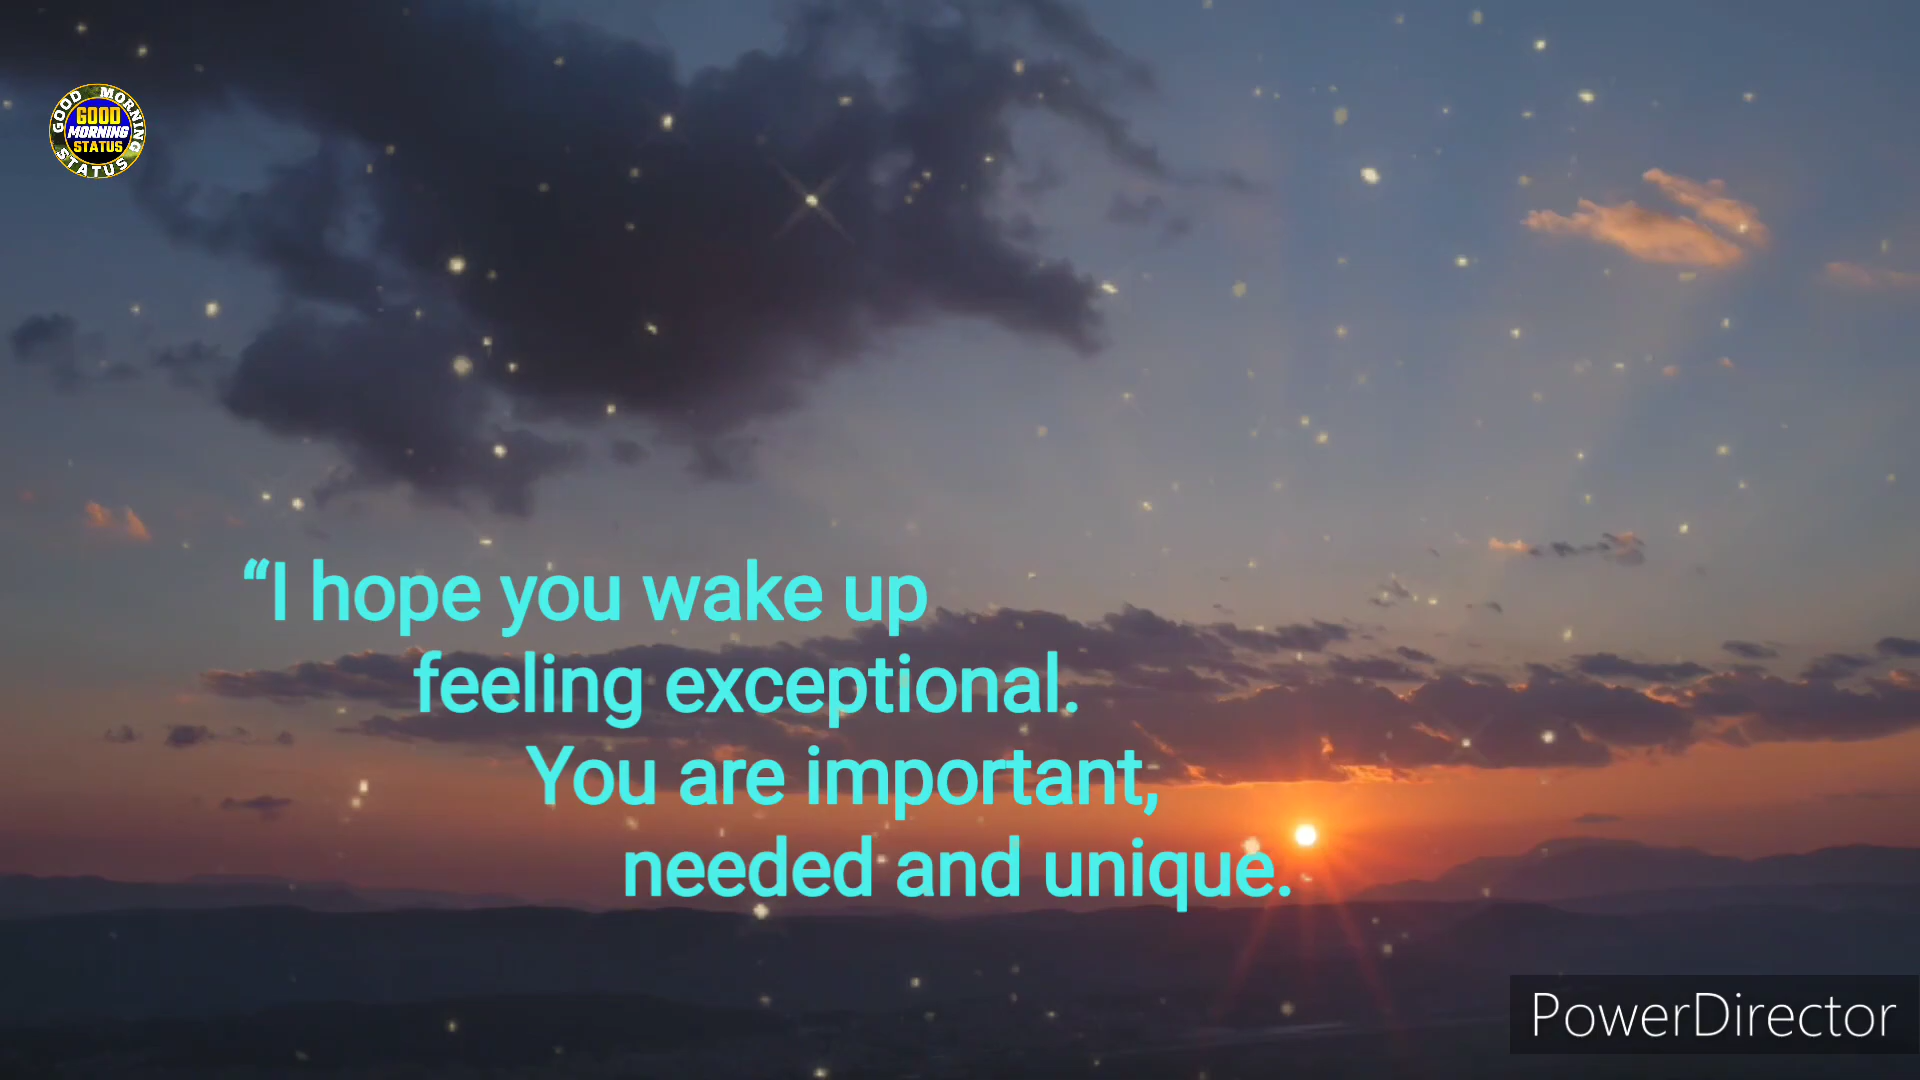 GOOD MORNING
GOOD
MORNING
STATUS
STATUS
“I hope you wake up
feeling exceptional.
You are important,
needed and unique.
PowerDirector